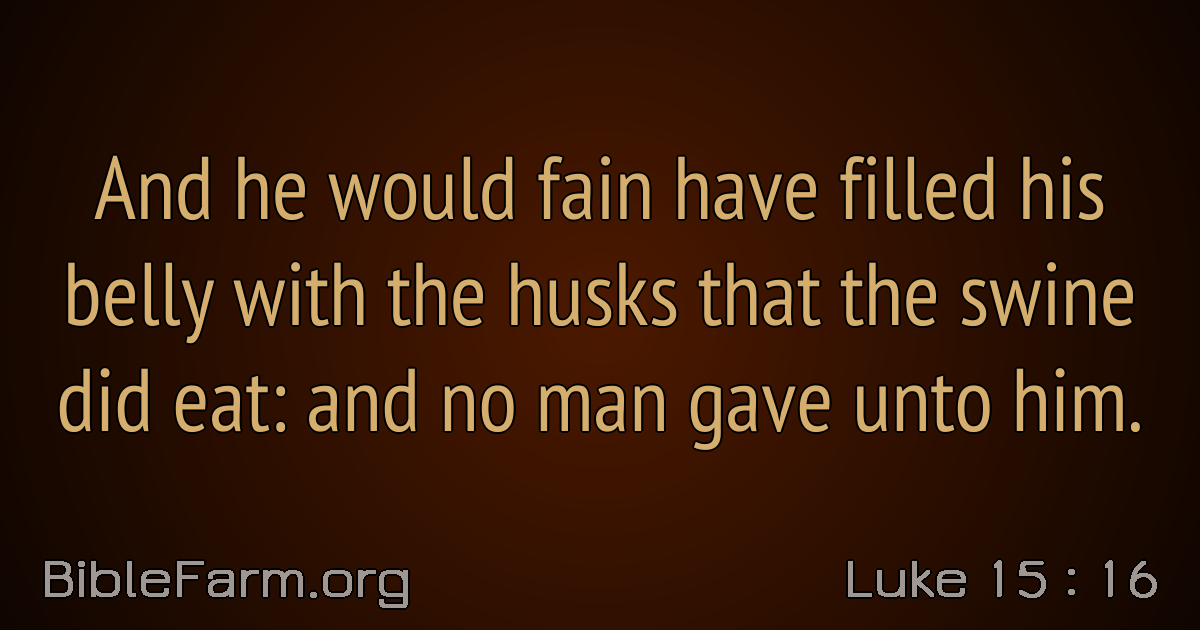 And he would fain have filled his
belly with the husks that the swine
did eat: and no man gave unto him.
BibleFarm.org
Luke 15 : 16